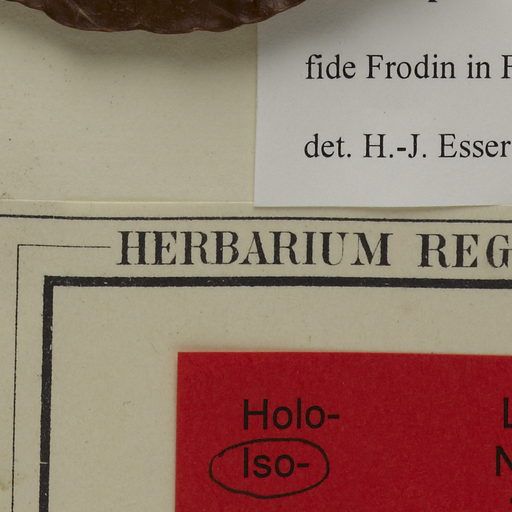 fide Frodin in F
det. H.-J. Esser
HERBARIUM REG
Holo-
Iso-